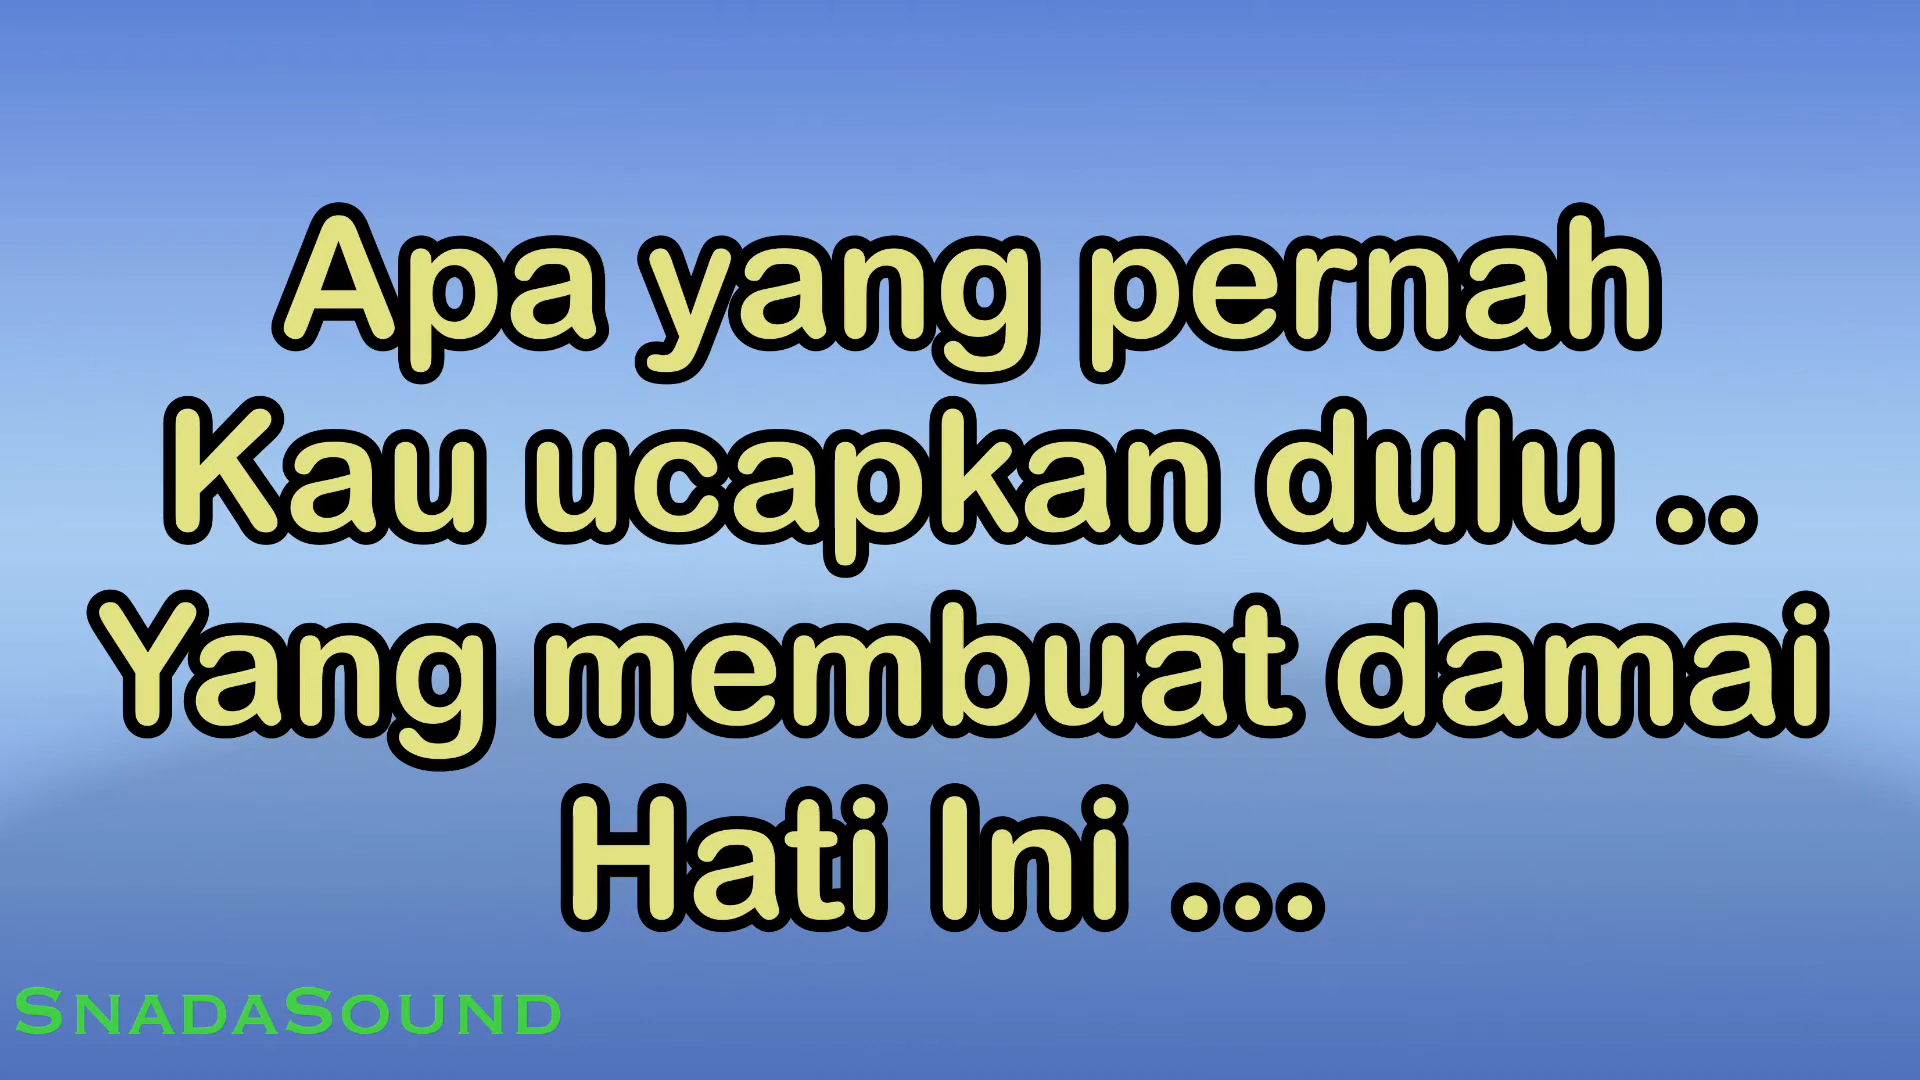 Apa yang pernah
Kau ucapkan dulu ..
Yang membuat damai
Hati Ini ...
SNADASOUND